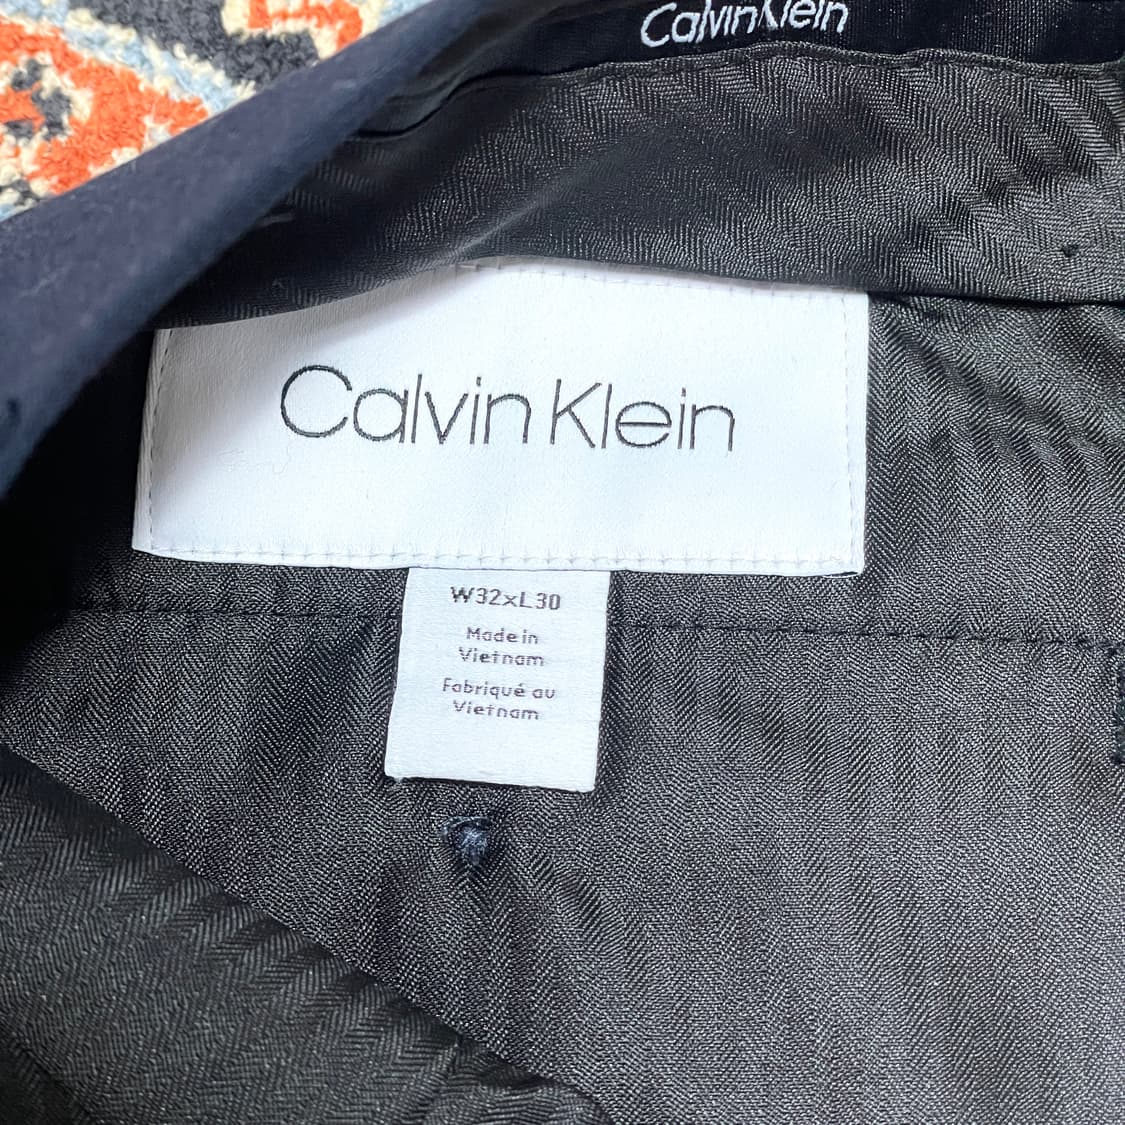 Calvin Klein
Calvin Klein
W32xL30
Made in
Vietnam
Fabriqué au
Vietnam